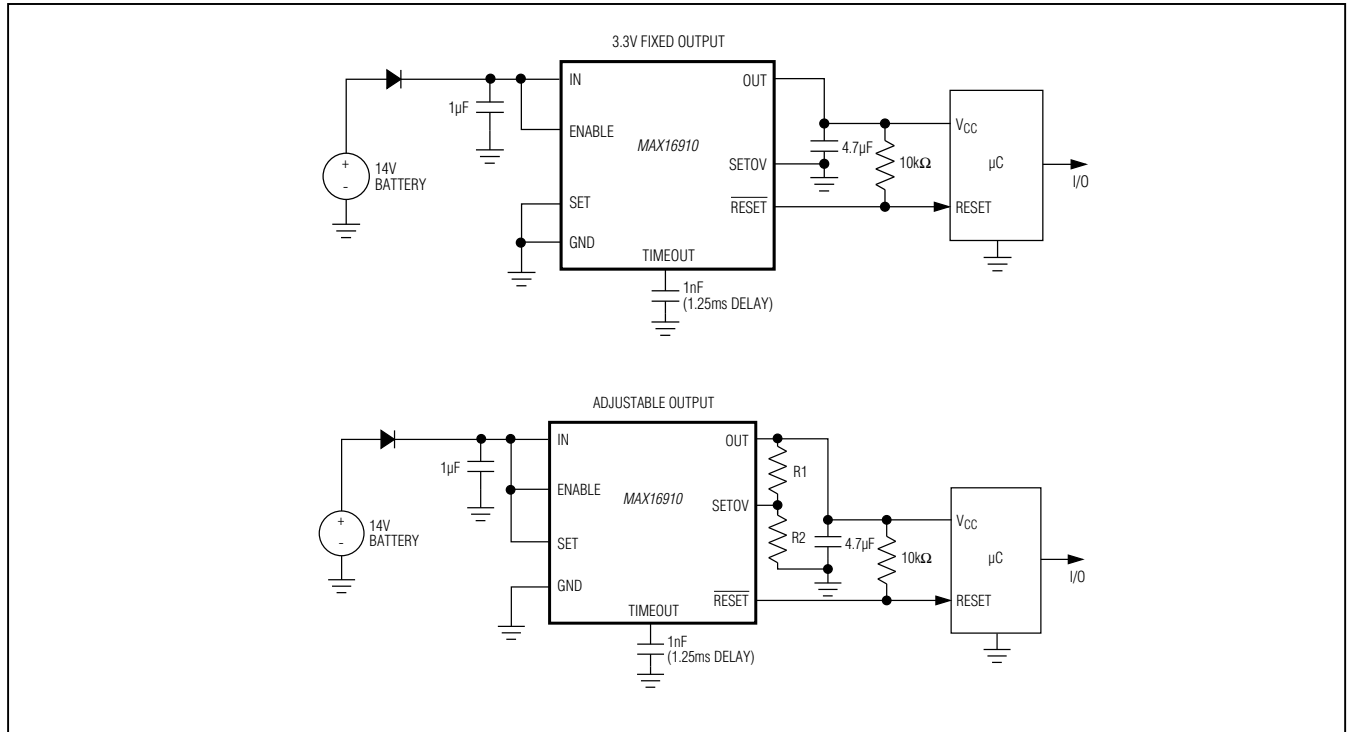 3.3V FIXED OUTPUT
IN
OUT
1µF
ENABLE
MAX16910
VCC
4.7µF
10kΩ
µC
I/O
SETOV
+
-
14V
BATTERY
SET
RESET
RESET
GND
TIMEOUT
1nF
(1.25ms DELAY)
ADJUSTABLE OUTPUT
IN
OUT
1µF
R1
ENABLE
MAX16910
SETOV
VCC
+
-
14V
BATTERY
R2
4.7µF
10kΩ
µC
I/O
SET
GND
RESET
RESET
TIMEOUT
1nF
(1.25ms DELAY)